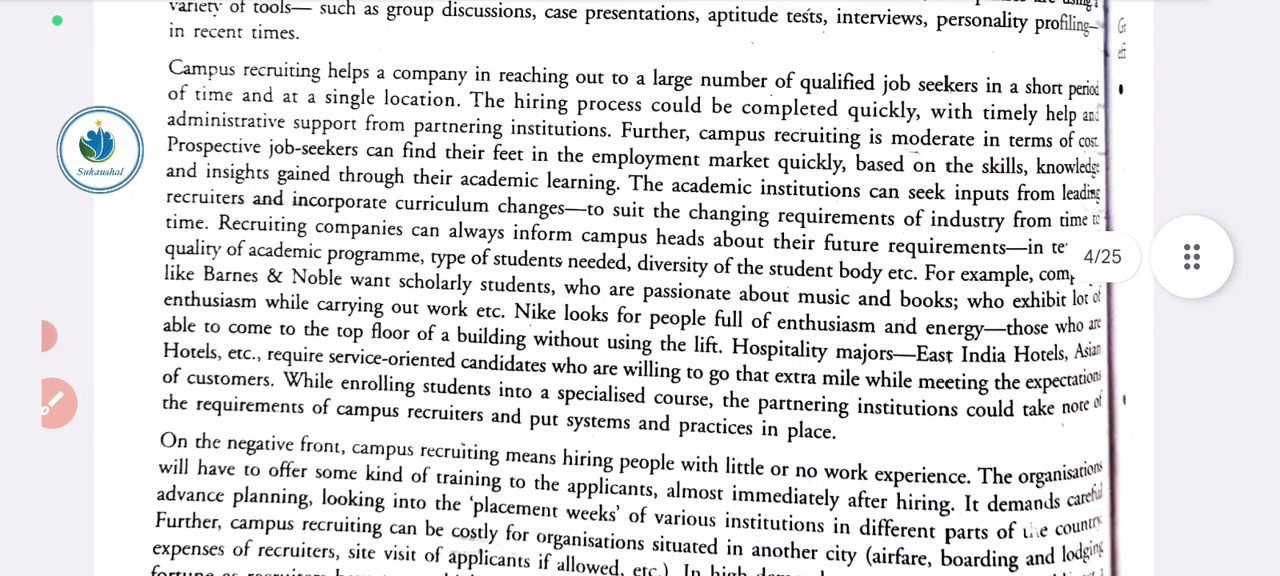 variety of tools— such as group discussions, case presentations, aptitude tests, interviews, personality profiling—
in recent times.
Campus recruiting helps a company in reaching out to a large number of qualified job seekers in a short period
of time and at a single location. The hiring process could be completed quickly, with timely help and
administrative support from partnering institutions. Further, campus recruiting is moderate in terms of cost.
Prospective job-seekers can find their feet in the employment market quickly, based on the skills, knowledge
and insights gained through their academic learning. The academic institutions can seek inputs from leading
recruiters and incorporate curriculum changes—to suit the changing requirements of industry from time to
time. Recruiting companies can always inform campus heads about their future requirements—in
quality of academic programme, type of students needed, diversity of the student body etc. For example,
like Barnes & Noble want scholarly students, who are passionate about music and books; who exhibit lot of
enthusiasm while carrying out work etc. Nike looks for people full of enthusiasm and energy—those who are
able to come to the top floor of a building without using the lift. Hospitality majors—East India Hotels, Asian
Hotels, etc., require service-oriented candidates who are willing to go that extra mile while meeting the expectations
of customers. While enrolling students into a specialised course, the partnering institutions could take note of
the requirements of campus recruiters and put systems and practices in place.
On the negative front, campus recruiting means hiring people with little or no work experience. The organisations
will have to offer some kind of training to the applicants, almost immediately after hiring. It demands careful
advance planning, looking into the 'placement weeks' of various institutions in different parts of the country.
Further, campus recruiting can be costly for organisations situated in another city (airfare, boarding and lodging
expenses of recruiters, site visit of applicants if allowed, etc.) In high
Sukaushal
4/25